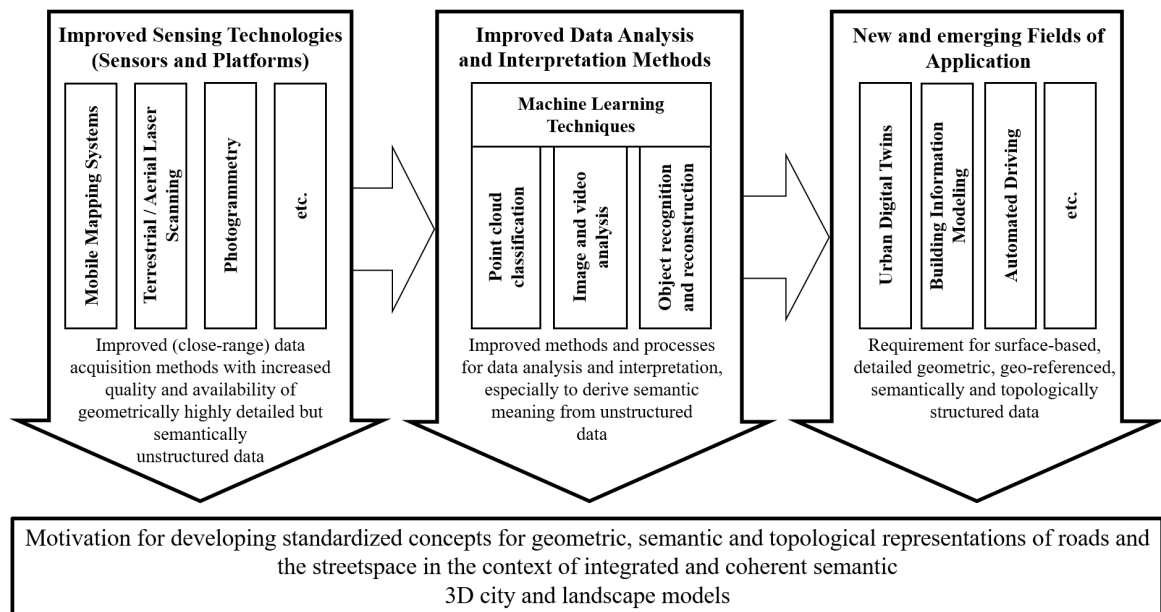 Improved Sensing Technologies
(Sensors and Platforms)
Mobile Mapping Systems
Terrestrial / Aerial Laser
Scanning
Photogrammetry
etc.
Improved (close-range) data
acquisition methods with increased
quality and availability of
geometrically highly detailed but
semantically
unstructured data
Improved Data Analysis
and Interpretation Methods
Machine Learning
Techniques
Point cloud
classification
Image and video
analysis
Object recognition
and reconstruction
Improved methods and processes
for data analysis and interpretation,
especially to derive semantic
meaning from unstructured
data
New and emerging Fields of
Application
Urban Digital Twins
Building Information
Modeling
Automated Driving
etc.
Requirement for surface-based,
detailed geometric, geo-referenced,
semantically and topologically
structured data
Motivation for developing standardized concepts for geometric, semantic and topological representations of roads and
the streetspace in the context of integrated and coherent semantic
3D city and landscape models